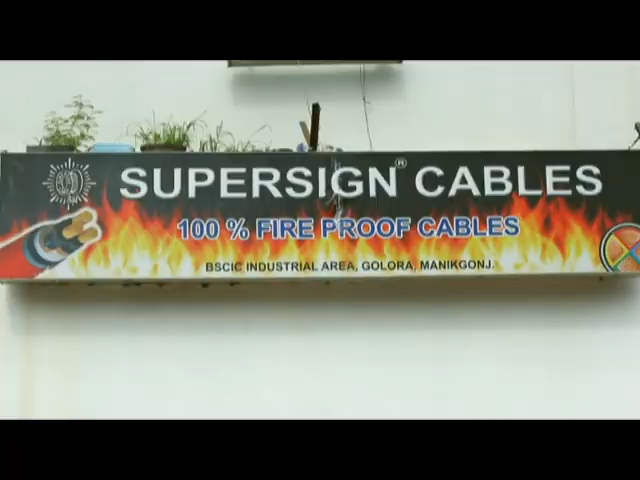 SUPERSIGN® CABLES
100 % FIRE PROOF CABLES
BSCIC INDUSTRIAL AREA, GOLORA, MANIKGONJ.